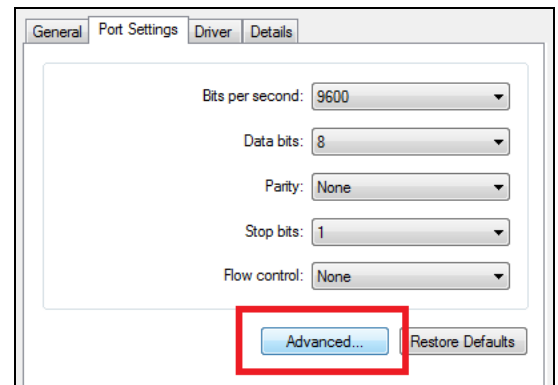 General Port Settings Driver Details
Bits per second: 9600
Data bits: 8
Parity: None
Stop bits: 1
Flow control: None
Advanced... Restore Defaults